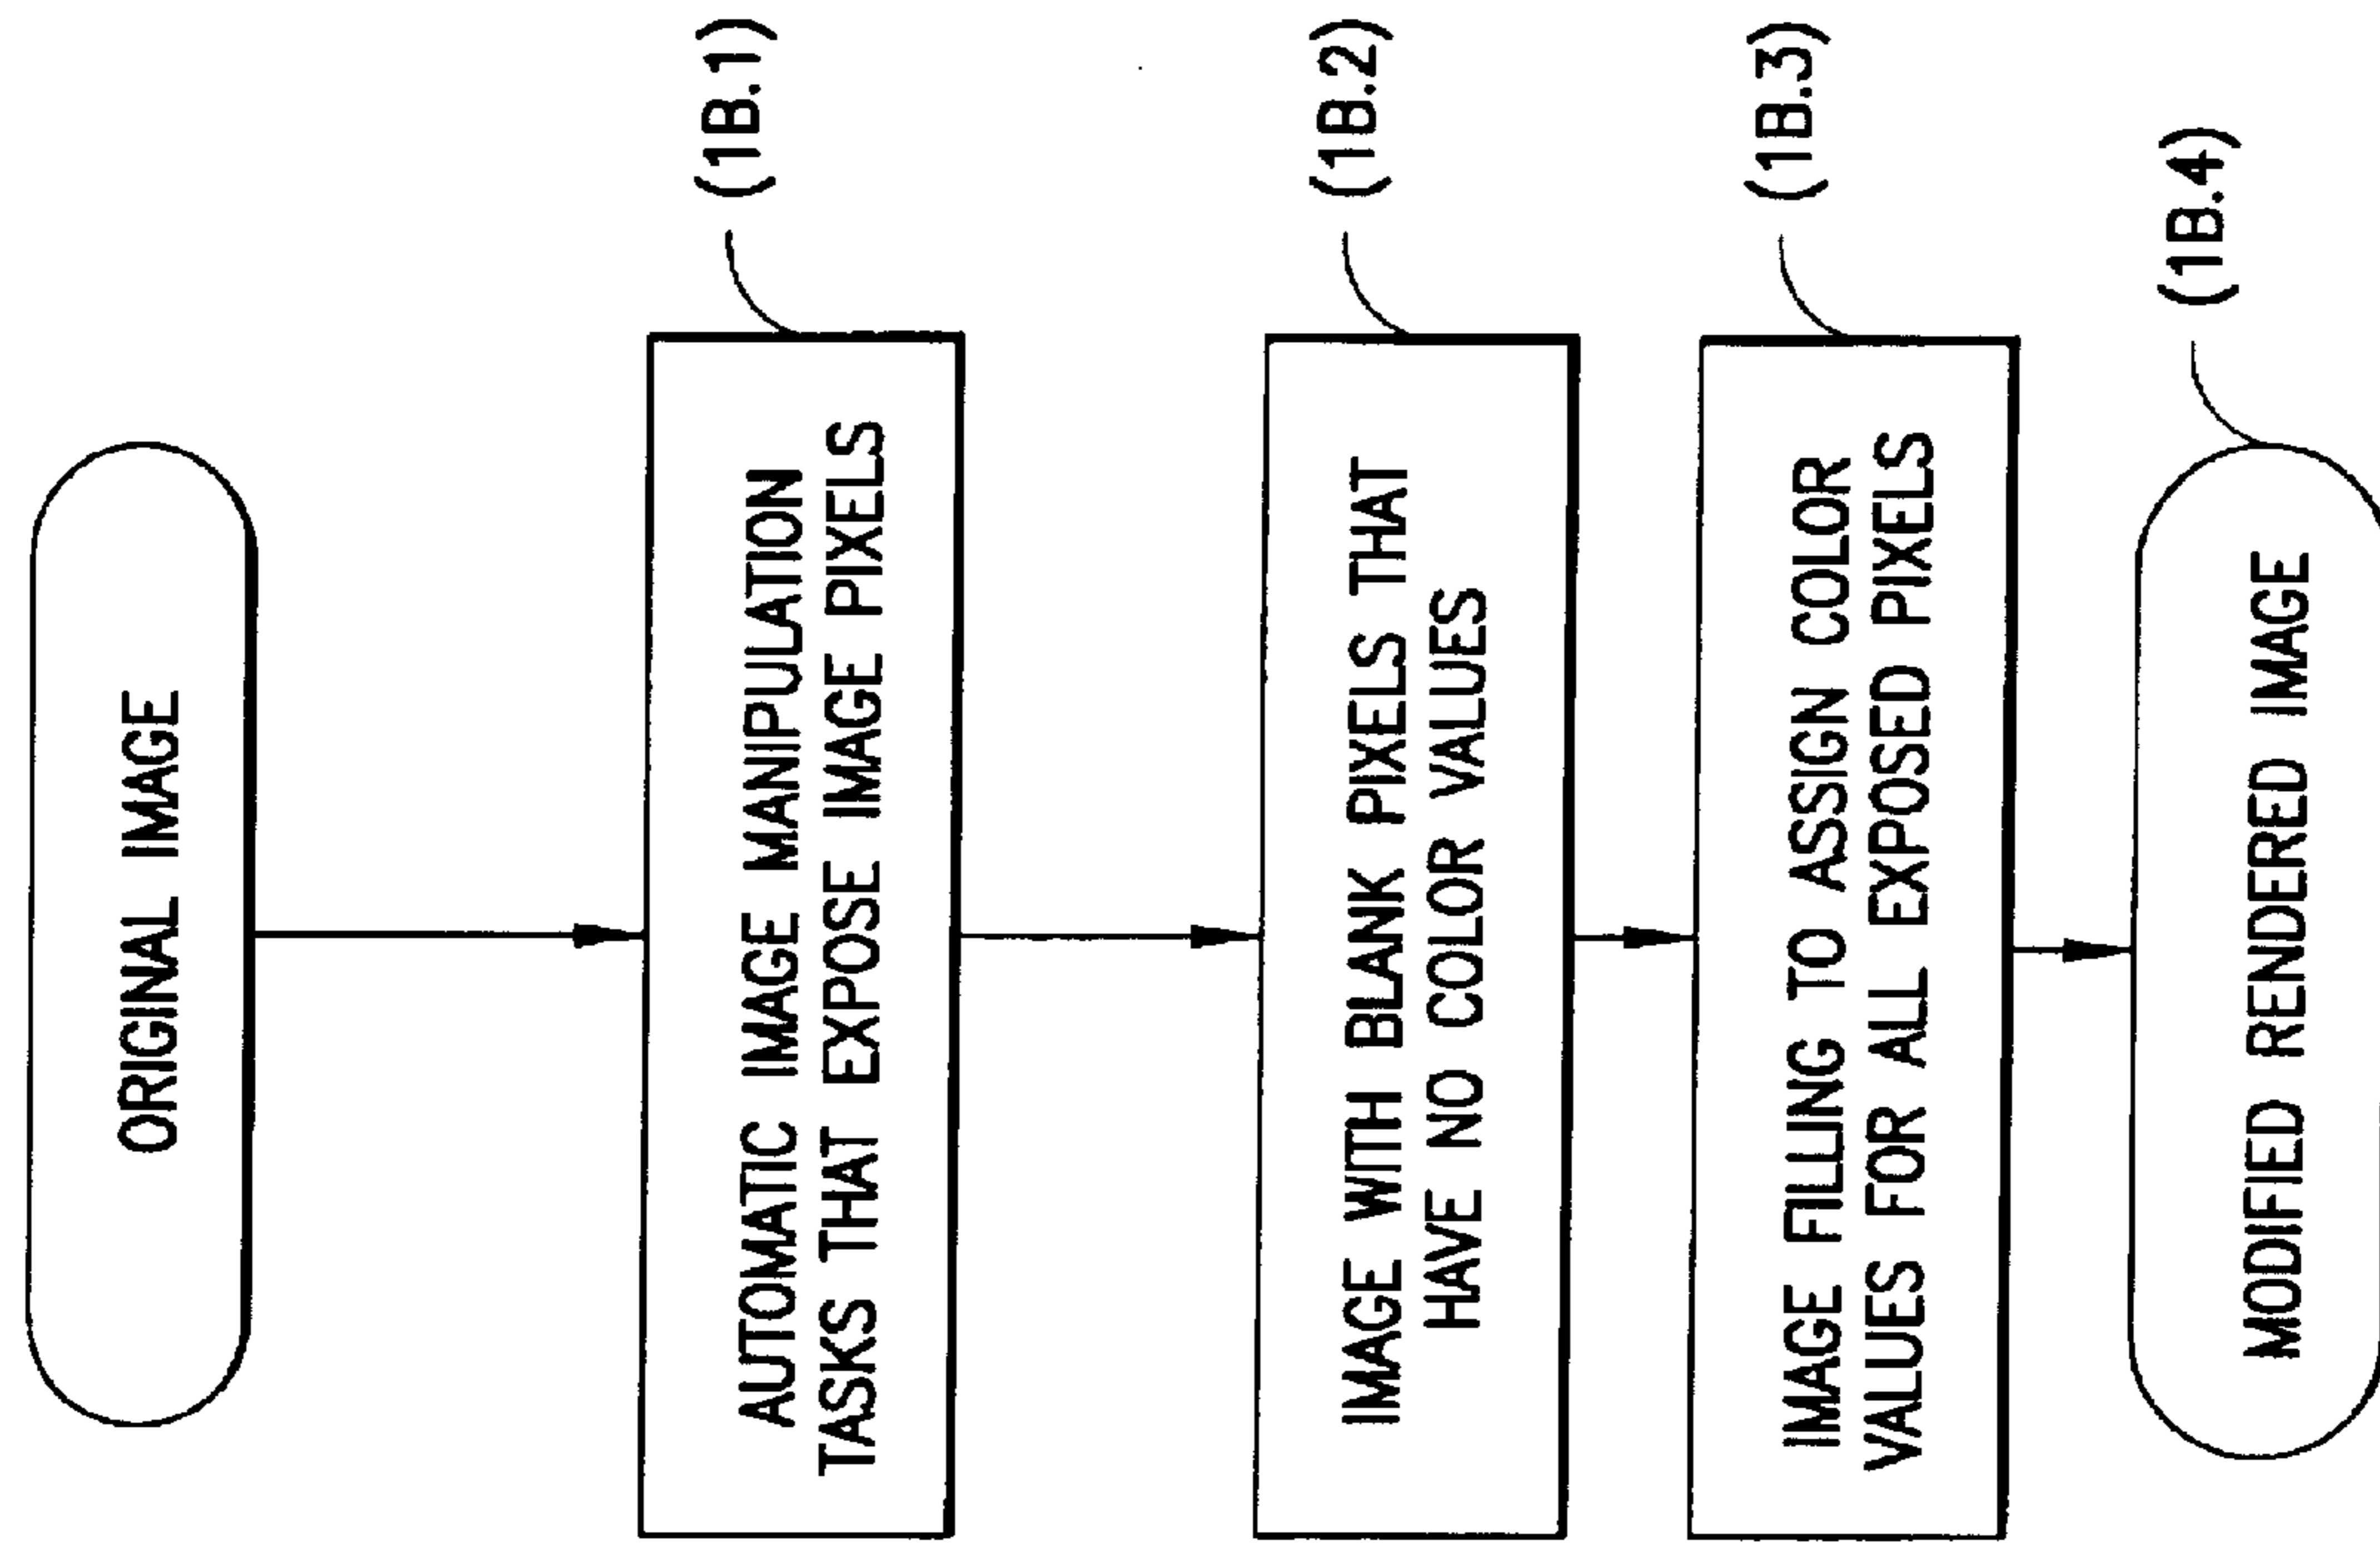 ORIGINAL IMAGE
(1B.1)
AUTOMATIC IMAGE MANIPULATION
TASKS THAT EXPOSE IMAGE PIXELS
(1B.2)
IMAGE WITH BLANK PIXELS THAT
HAVE NO COLOR VALUES
(1B.3)
IMAGE FILLING TO ASSIGN COLOR
VALUES FOR ALL EXPOSED PIXELS
(1B.4)
MODIFIED RENDERED IMAGE